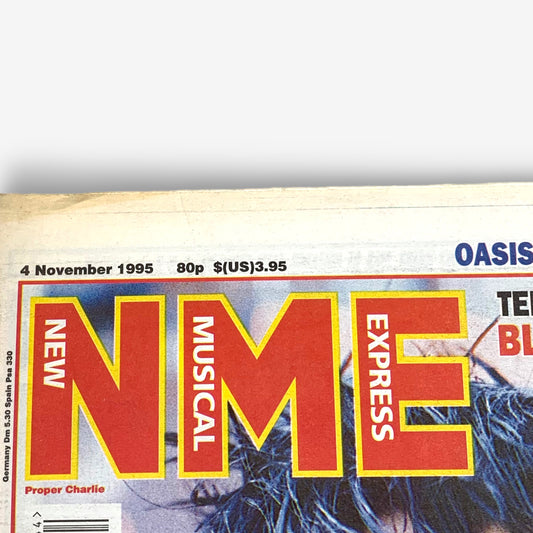 4 November 1995 80p $(US)3.95
OASIS
NME
NEW MUSICAL EXPRESS
Proper Charlie
Germany Dm 5.30 Spain Psa 330